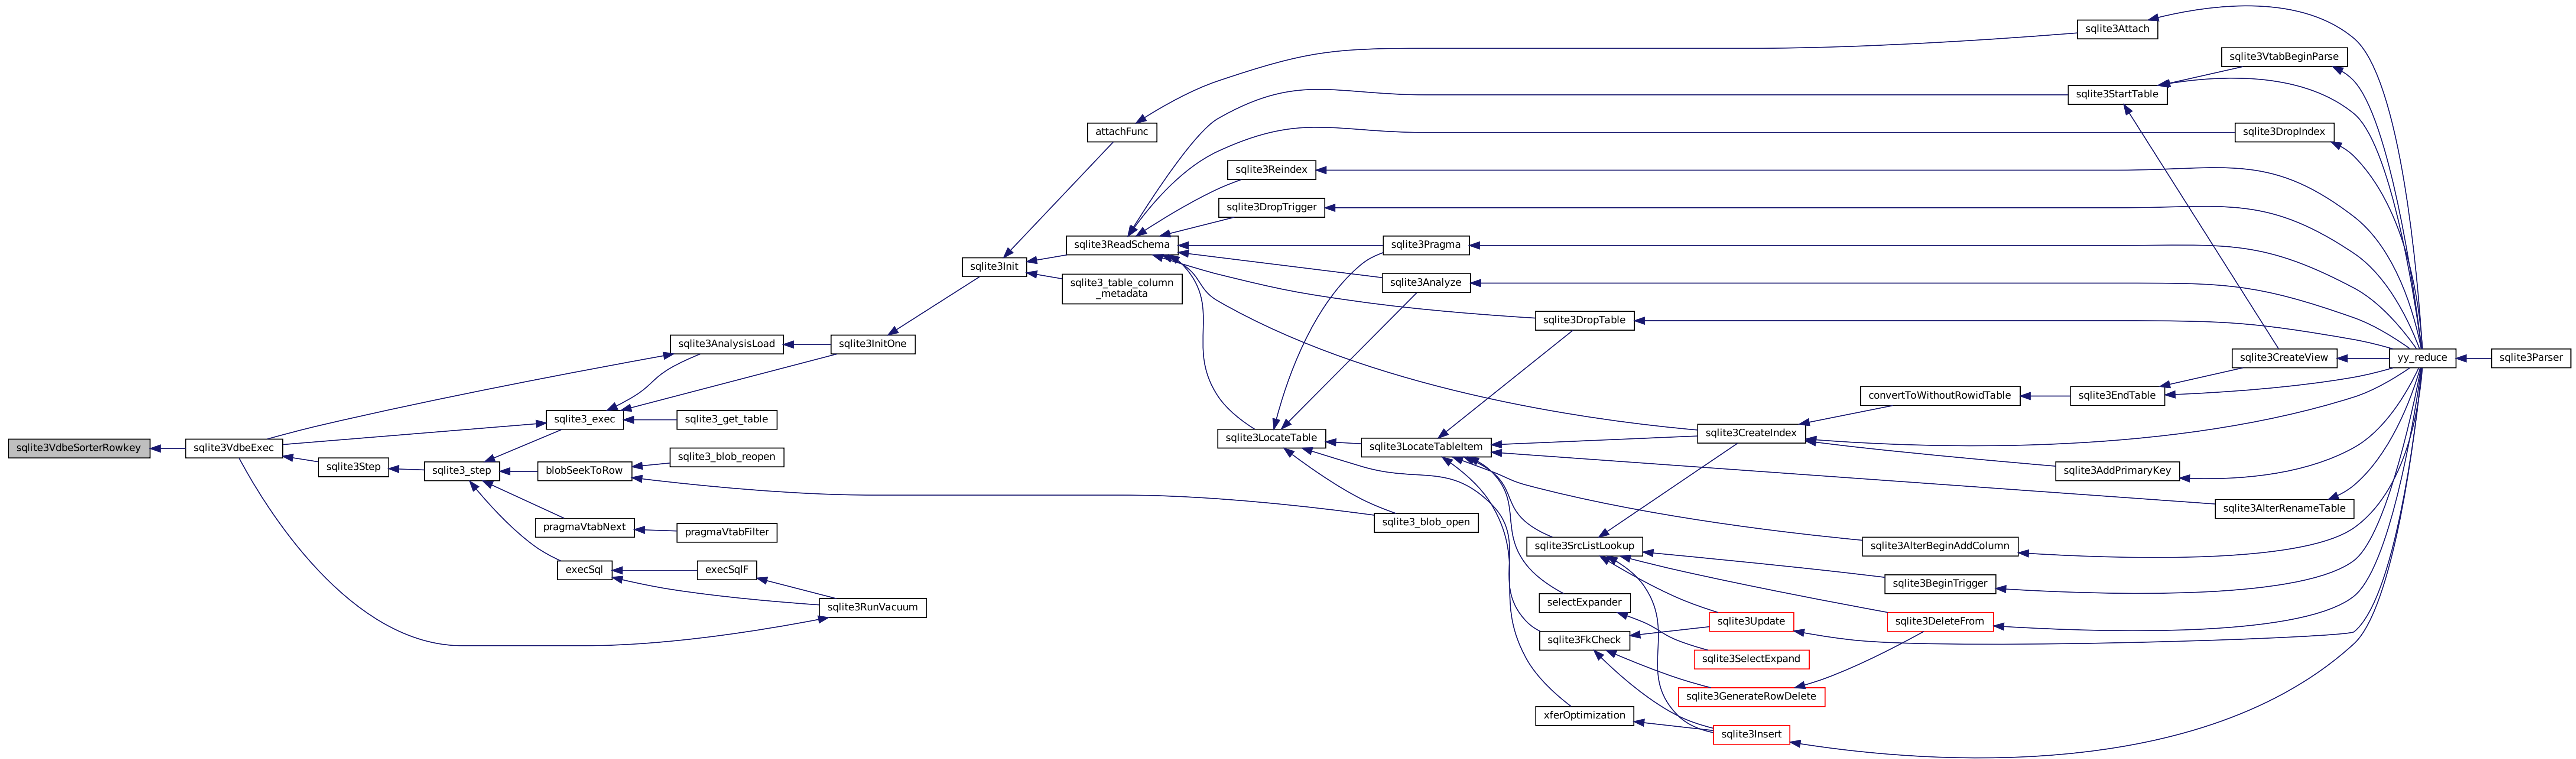 sqlite3Attach
sqlite3VtabBeginParse
sqlite3StartTable
attachFunc
sqlite3DropIndex
sqlite3Reindex
sqlite3DropTrigger
sqlite3ReadSchema
sqlite3Pragma
sqlite3Init
sqlite3_table_column
_metadata
sqlite3Analyze
sqlite3DropTable
sqlite3AnalysisLoad
sqlite3InitOne
sqlite3CreateView
yy_reduce
sqlite3Parser
convertToWithoutRowidTable
sqlite3EndTable
sqlite3_exec
sqlite3_get_table
sqlite3CreateIndex
sqlite3LocateTable
sqlite3LocateTableItem
sqlite3VdbeSorterRowkey
sqlite3VdbeExec
sqlite3_blob_reopen
sqlite3Step
sqlite3_step
blobSeekToRow
sqlite3AddPrimaryKey
sqlite3AlterRenameTable
sqlite3_blob_open
pragmaVtabNext
pragmaVtabFilter
sqlite3SrcListLookup
sqlite3AlterBeginAddColumn
execSql
execSqlF
sqlite3BeginTrigger
selectExpander
sqlite3RunVacuum
sqlite3Update
sqlite3DeleteFrom
sqlite3FkCheck
sqlite3SelectExpand
sqlite3GenerateRowDelete
xferOptimization
sqlite3Insert